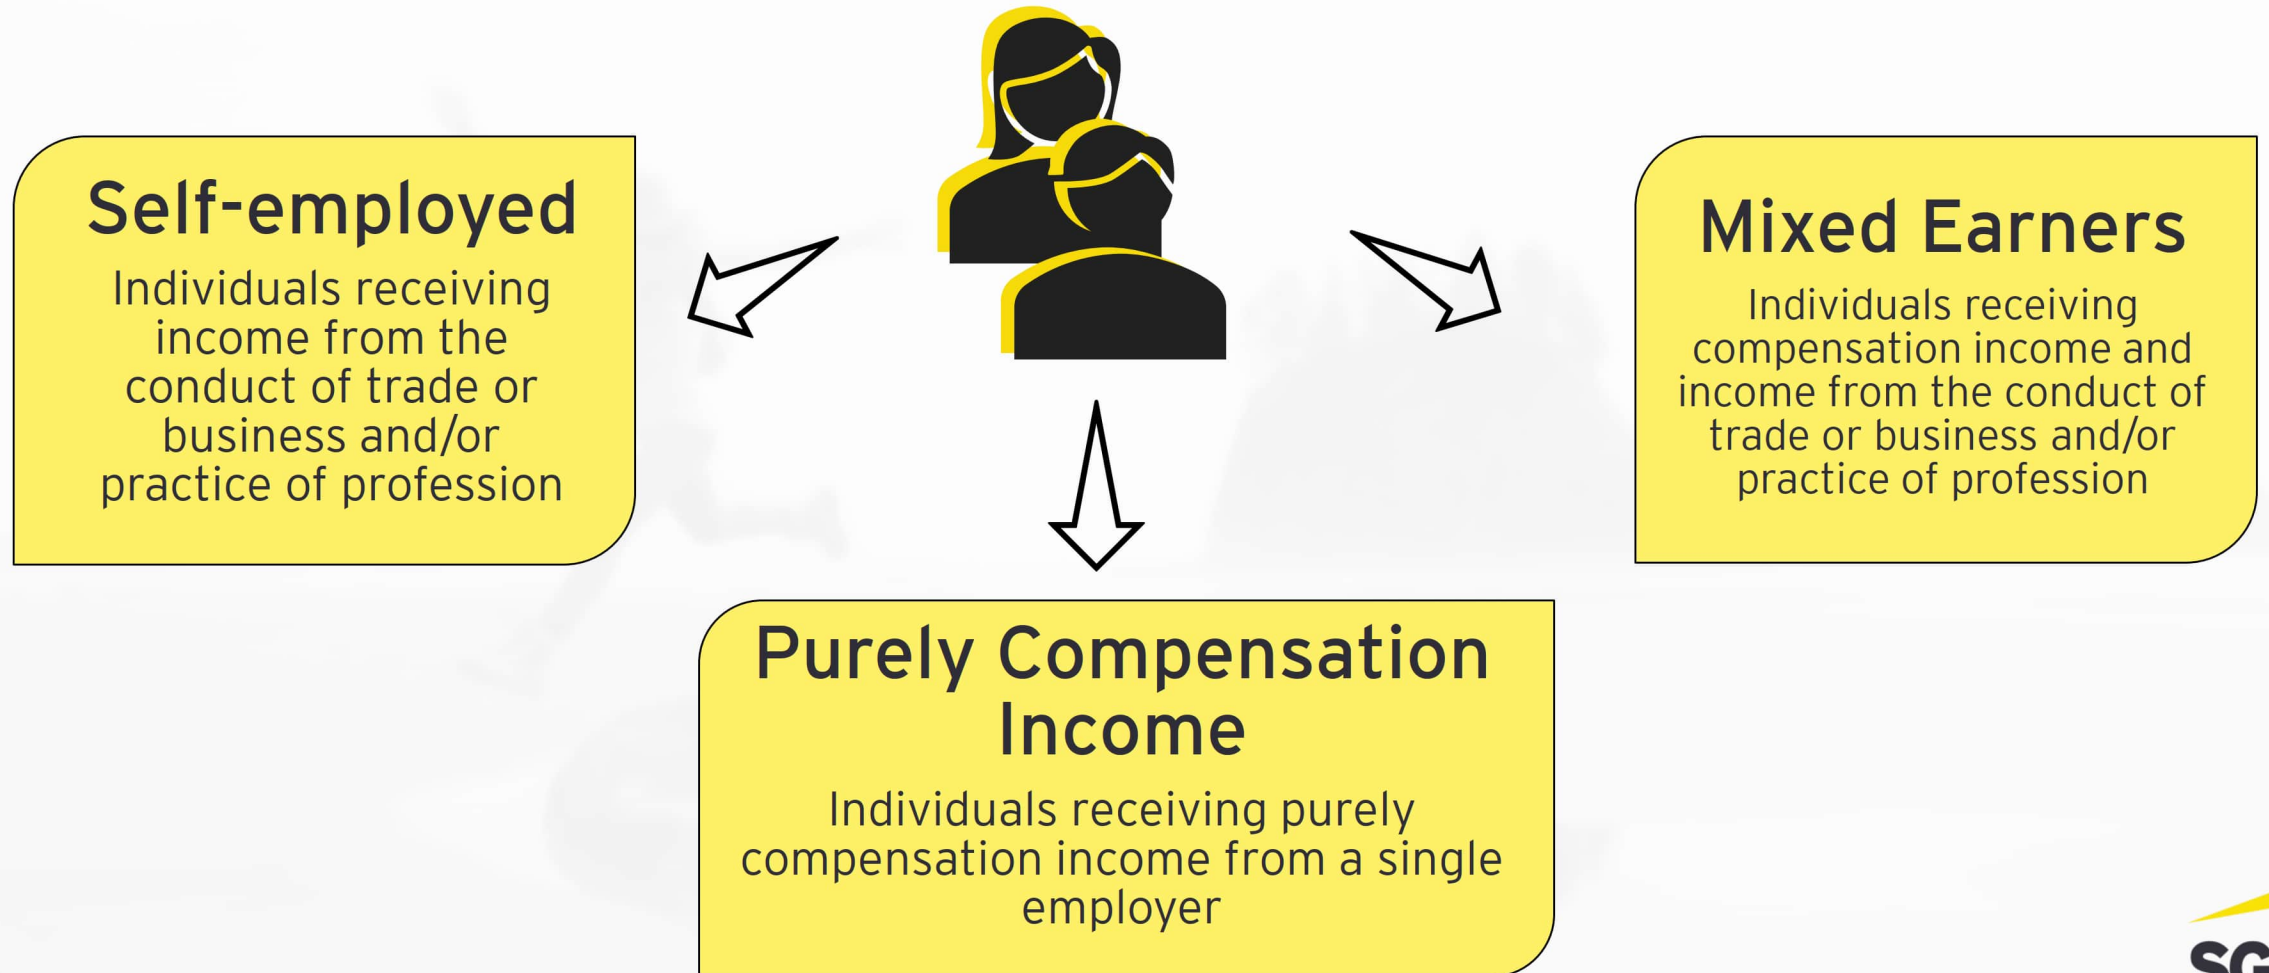 Self-employed
Individuals receiving
income from the
conduct of trade or
business and/or
practice of profession
Mixed Earners
Individuals receiving
compensation income and
income from the conduct of
trade or business and/or
practice of profession
Purely Compensation
Income
Individuals receiving purely
compensation income from a single
employer